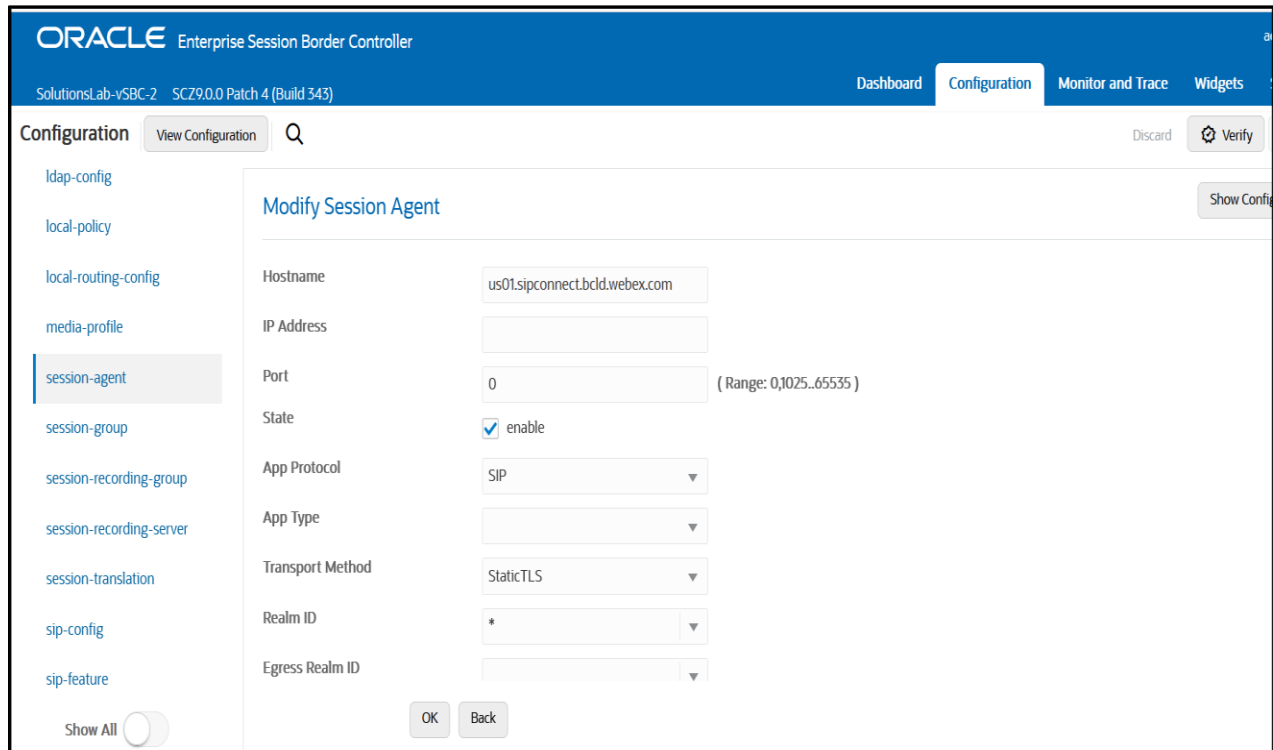 ORACLE Enterprise Session Border Controller
SolutionsLab-vSBC-2 SCZ9.0.0 Patch 4 (Build 343)
Dashboard Configuration Monitor and Trace Widgets
Configuration View Configuration Discard Verify
ldap-config
local-policy
local-routing-config
media-profile
session-agent
session-group
session-recording-group
session-recording-server
session-translation
sip-config
sip-feature
Show All
Modify Session Agent Show Config
Hostname us01.sipconnect.bcld.webex.com
IP Address
Port 0 ( Range: 0,1025..65535 )
State enable
App Protocol SIP
App Type
Transport Method StaticTLS
Realm ID *
Egress Realm ID
OK Back